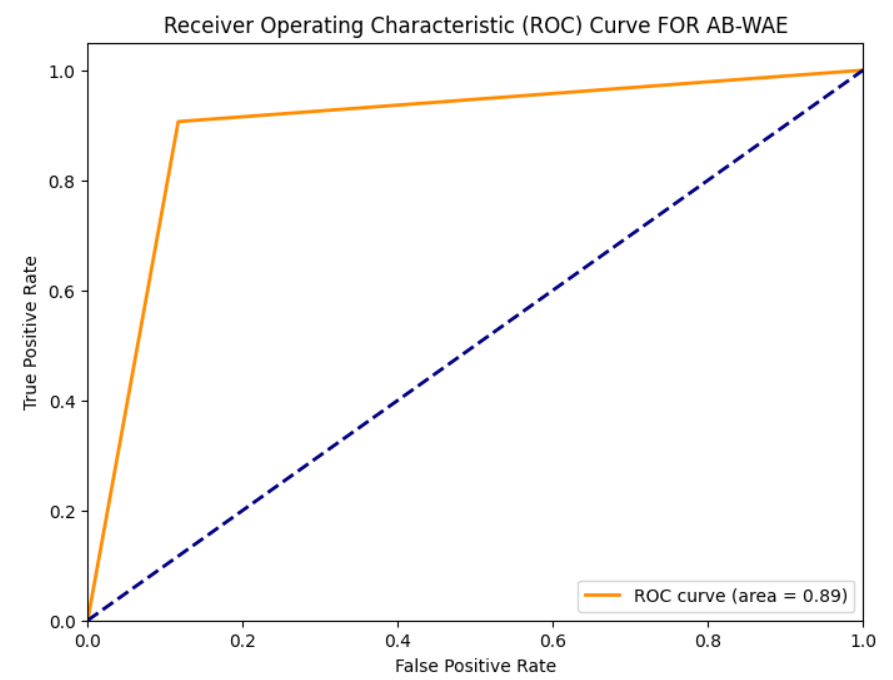 Receiver Operating Characteristic (ROC) Curve FOR AB-WAE
1.0
0.8
0.6
0.4
0.2
0.0
True Positive Rate
0.0 0.2 0.4 0.6 0.8 1.0
False Positive Rate
ROC curve (area = 0.89)